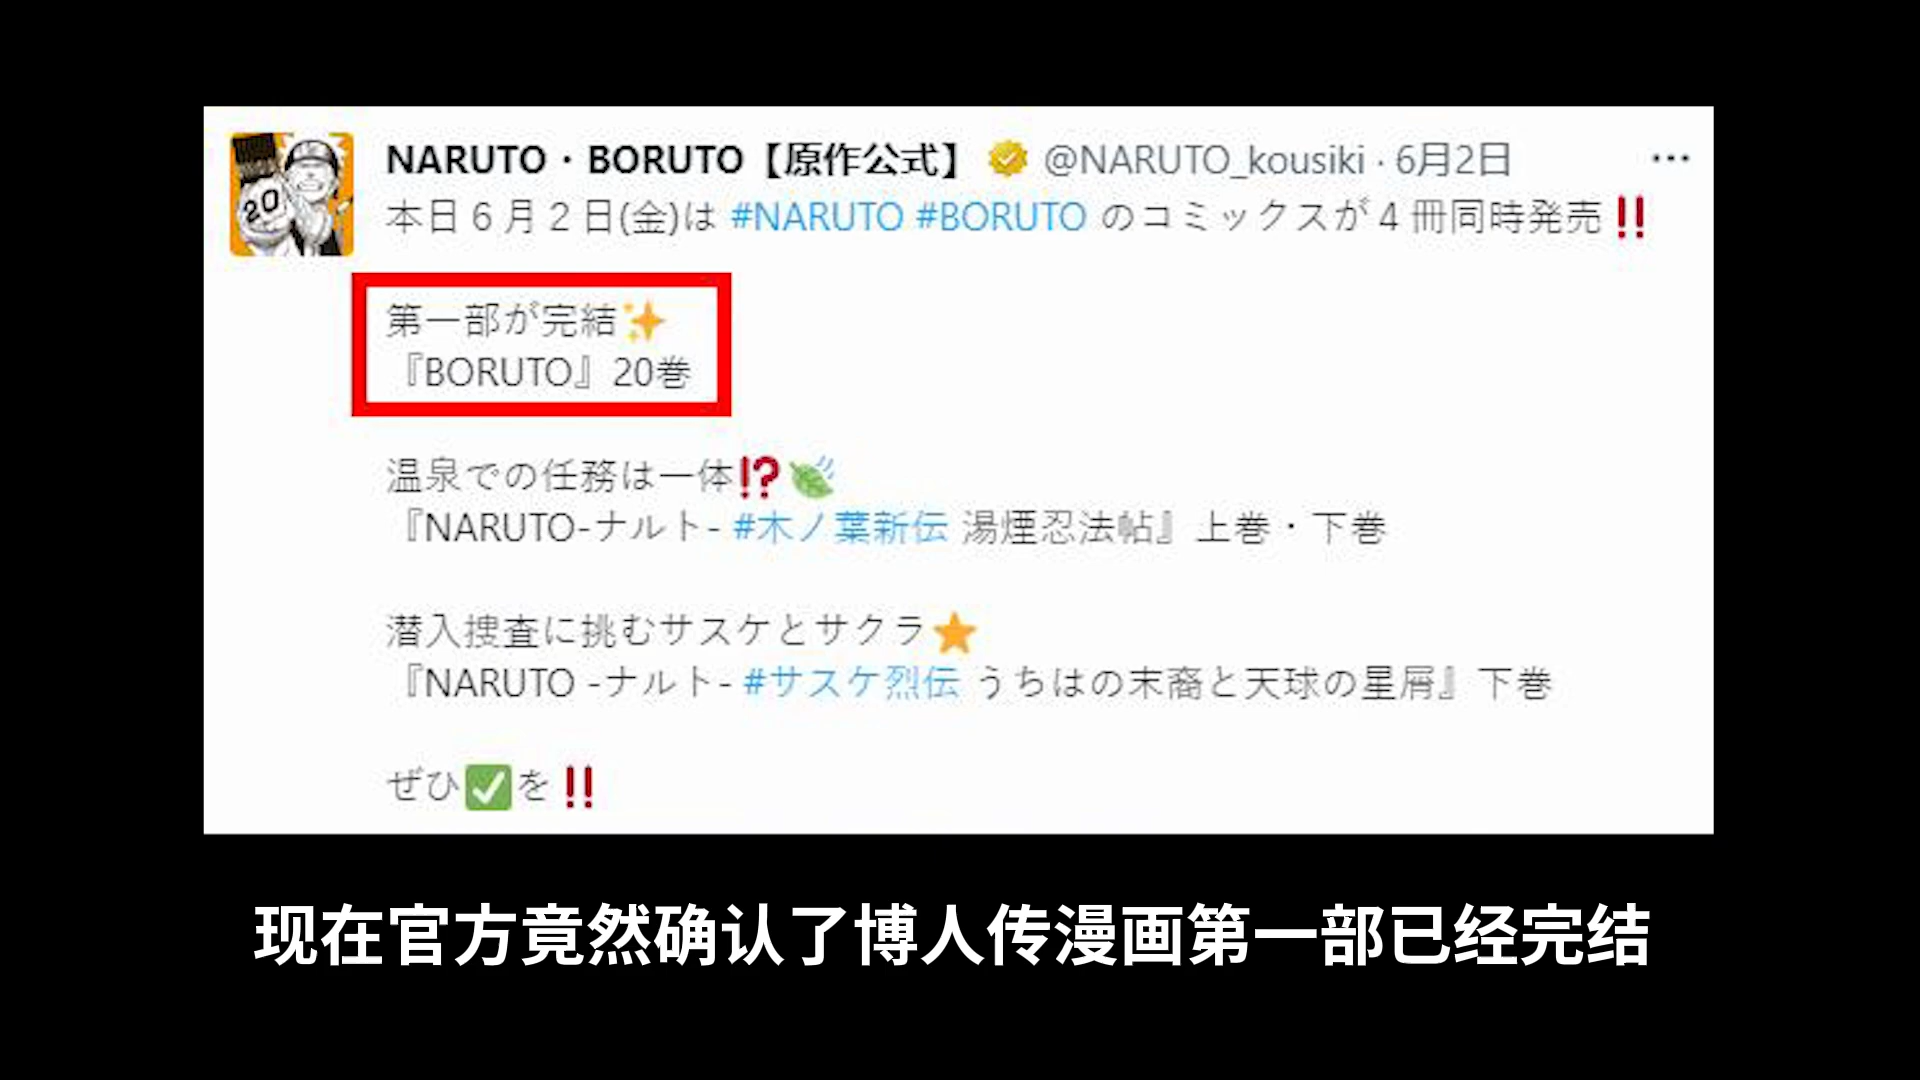 NARUTO・BORUTO【原作公式】 @NARUTO_kousiki · 6月2日
本日6月2日(金)は #NARUTO #BORUTO のコミックスが4冊同時発売‼
第一部が完結✨
『BORUTO』20巻
温泉での任務は一体⁉🍃
『NARUTO-ナルト- #木ノ葉新伝 湯煙忍法帖』上巻・下巻
潜入捜査に挑むサスケとサクラ⭐
『NARUTO -ナルト- #サスケ烈伝 うちはの末裔と天球の星屑』下巻
ぜひ✅を‼
现在官方竟然确认了博人传漫画第一部已经完结